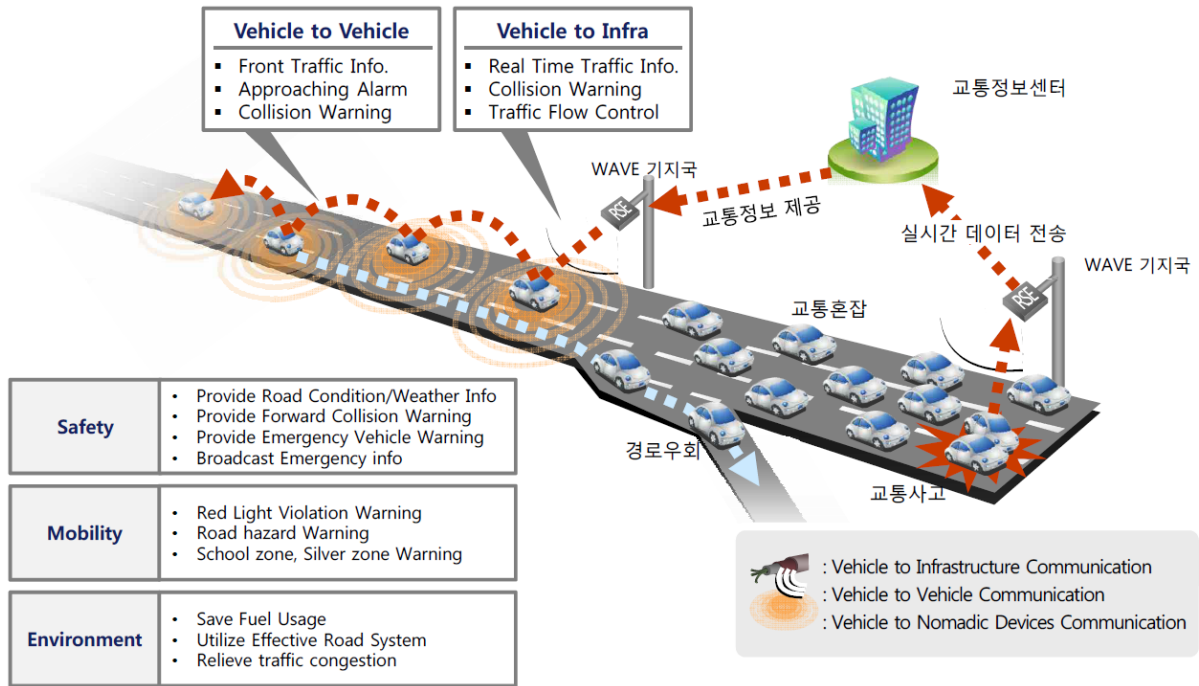 Vehicle to Vehicle
▪ Front Traffic Info.
▪ Approaching Alarm
▪ Collision Warning
Vehicle to Infra
▪ Real Time Traffic Info.
▪ Collision Warning
▪ Traffic Flow Control
교통정보센터
WAVE 기지국
RSE
교통정보 제공
실시간 데이터 전송
WAVE 기지국
RSE
교통혼잡
경로우회
교통사고
Safety
• Provide Road Condition/Weather Info
• Provide Forward Collision Warning
• Provide Emergency Vehicle Warning
• Broadcast Emergency info
Mobility
• Red Light Violation Warning
• Road hazard Warning
• School zone, Silver zone Warning
Environment
• Save Fuel Usage
• Utilize Effective Road System
• Relieve traffic congestion
: Vehicle to Infrastructure Communication
: Vehicle to Vehicle Communication
: Vehicle to Nomadic Devices Communication